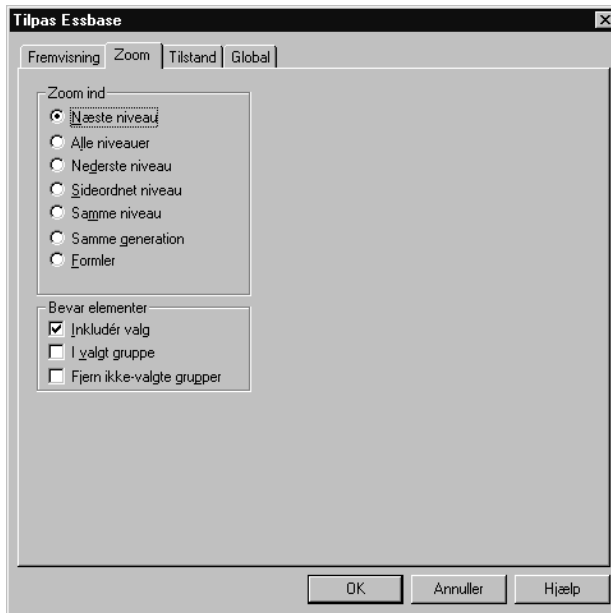 Tilpas Essbase
Fremvisning Zoom Tilstand Global
Zoom ind
Næste niveau
Alle niveauer
Nederste niveau
Sideordnet niveau
Samme niveau
Samme generation
Formler
Bevar elementer
Inkludér valg
I valgt gruppe
Fjern ikke-valgte grupper
OK Annuller Hjælp